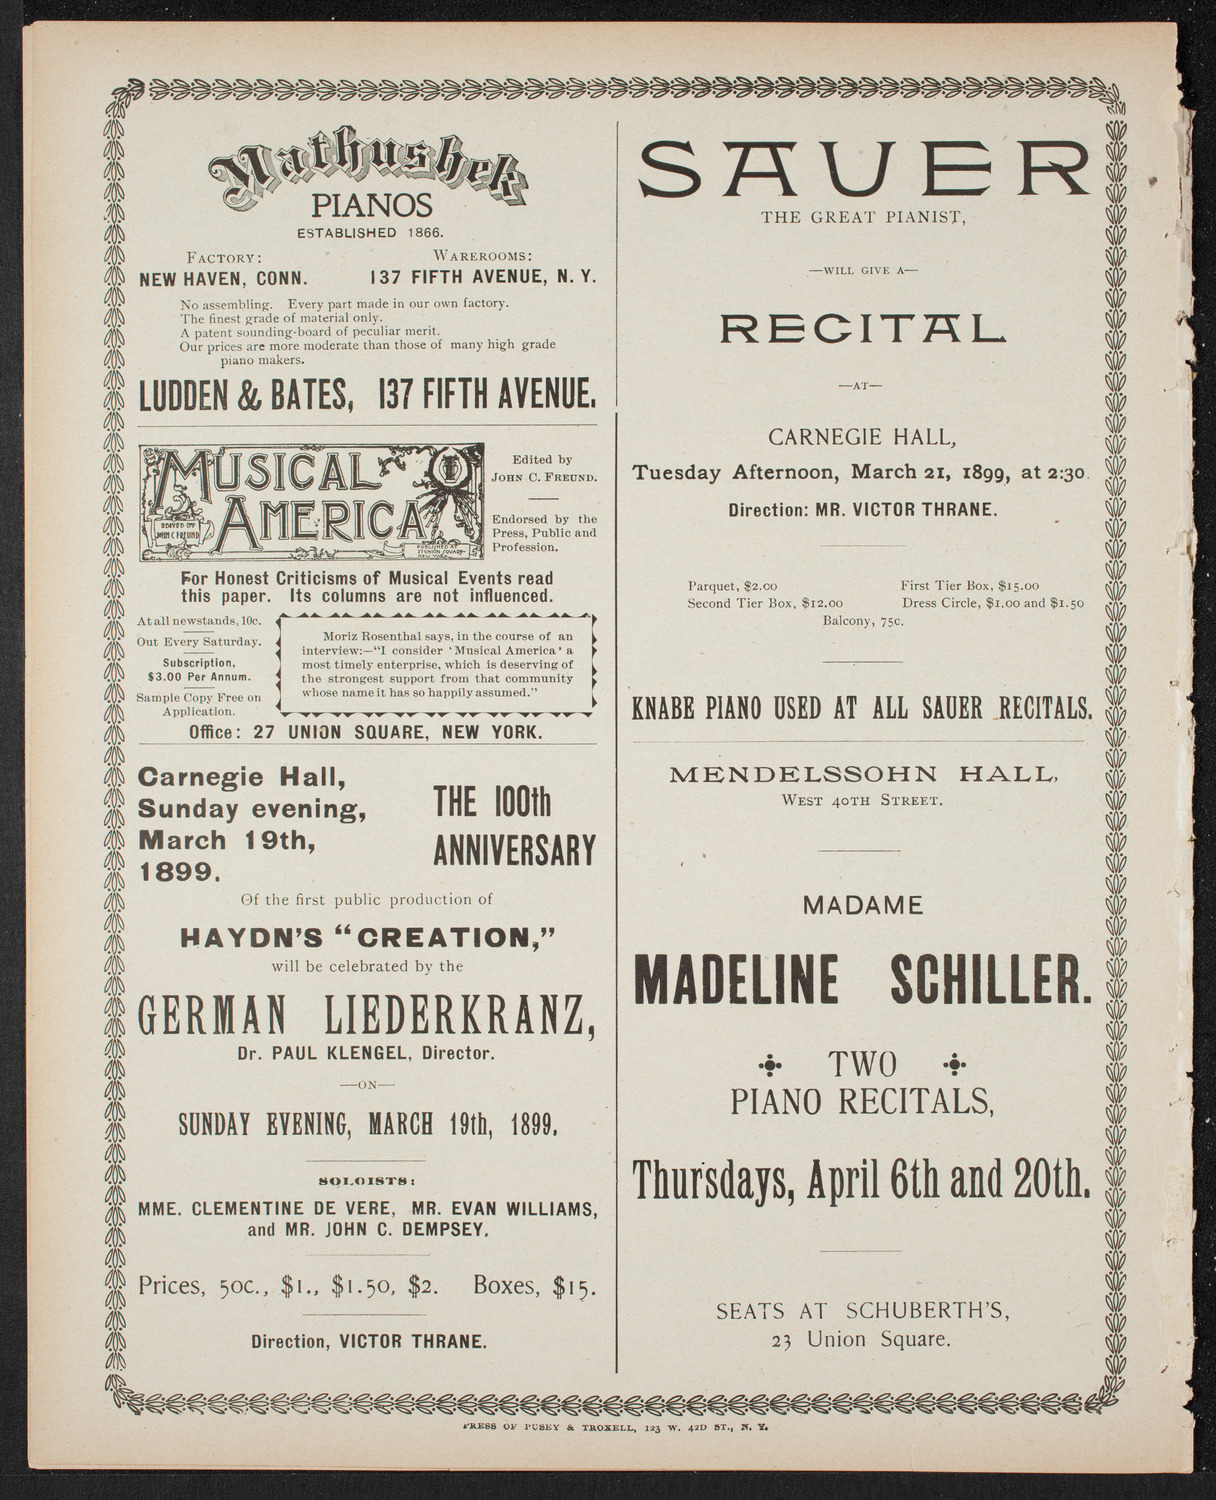 Mathushek
PIANOS
ESTABLISHED 1866.
FACTORY:
NEW HAVEN, CONN.
WAREROOMS:
137 FIFTH AVENUE, N. Y.
No assembling. Every part made in our own factory.
The finest grade of material only.
A patent sounding-board of peculiar merit.
Our prices are more moderate than those of many high grade
piano makers.
LUDDEN & BATES, 137 FIFTH AVENUE.
MUSICAL
AMERICA
EDITED BY
JOHN C FREUND
PUBLISHED AT
27 UNION SQUARE
NEW YORK
Edited by
JOHN C. FREUND.
Endorsed by the
Press, Public and
Profession.
For Honest Criticisms of Musical Events read
this paper. Its columns are not influenced.
At all newstands, 10c.
Out Every Saturday.
Subscription,
$3.00 Per Annum.
Sample Copy Free on
Application.
Moriz Rosenthal says, in the course of an
interview:—“I consider ‘Musical America’ a
most timely enterprise, which is deserving of
the strongest support from that community
whose name it has so happily assumed.”
Office: 27 UNION SQUARE, NEW YORK.
Carnegie Hall,
Sunday evening,
March 19th,
1899.
THE 100th
ANNIVERSARY
Of the first public production of
HAYDN'S “CREATION,”
will be celebrated by the
GERMAN LIEDERKRANZ,
Dr. PAUL KLENGEL, Director.
—ON—
SUNDAY EVENING, MARCH 19th, 1899.
SOLOISTS:
MME. CLEMENTINE DE VERE, MR. EVAN WILLIAMS,
and MR. JOHN C. DEMPSEY.
Prices, 50c., $1., $1.50, $2. Boxes, $15.
Direction, VICTOR THRANE.
SAUER
THE GREAT PIANIST,
—WILL GIVE A—
RECITAL
—AT—
CARNEGIE HALL,
Tuesday Afternoon, March 21, 1899, at 2:30.
Direction: MR. VICTOR THRANE.
Parquet, $2.00 First Tier Box, $15.00
Second Tier Box, $12.00 Dress Circle, $1.00 and $1.50
Balcony, 75c.
KNABE PIANO USED AT ALL SAUER RECITALS.
MENDELSSOHN HALL,
WEST 40TH STREET.
MADAME
MADELINE SCHILLER.
TWO
PIANO RECITALS,
Thursdays, April 6th and 20th.
SEATS AT SCHUBERTH'S,
23 Union Square.
PRESS OF PUSEY & TROXELL, 123 W. 42D ST., N. Y.